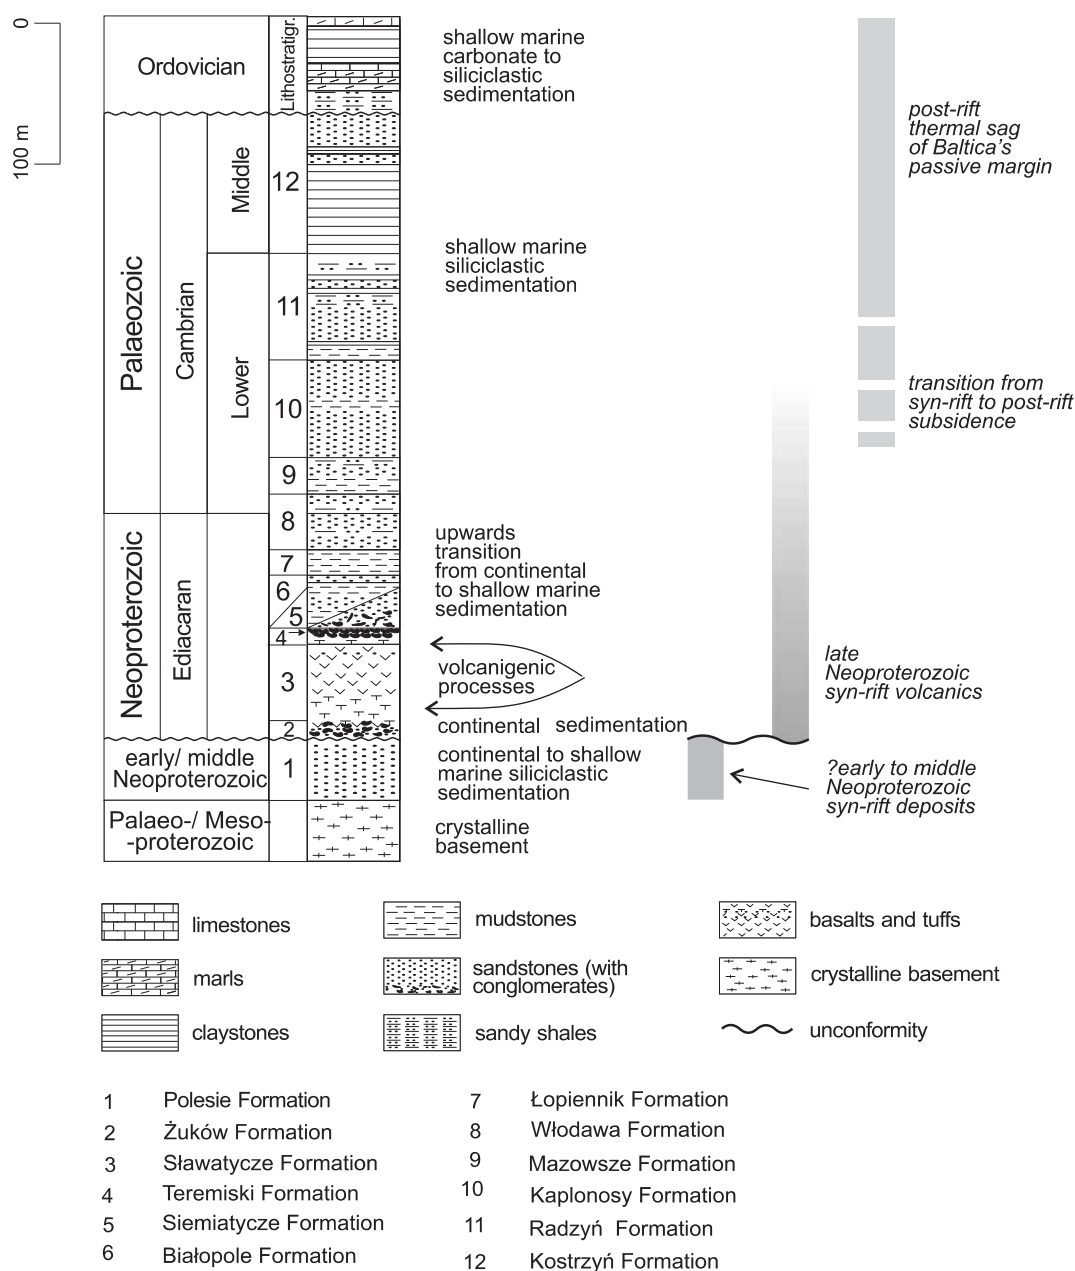 0
100 m
Ordovician
Lithostratigr.
shallow marine
carbonate to
siliciclastic
sedimentation
post-rift
thermal sag
of Baltica's
passive margin
Palaeozoic
Cambrian
Middle
12
shallow marine
siliciclastic
sedimentation
Lower
11
10
transition from
syn-rift to post-rift
subsidence
9
8
Neoproterozoic
Ediacaran
upwards
transition
from continental
to shallow marine
sedimentation
7
6
5
4
3
volcanigenic
processes
late
Neoproterozoic
syn-rift volcanics
2
continental sedimentation
early/ middle
Neoproterozoic
1
continental to shallow
marine siliciclastic
sedimentation
?early to middle
Neoproterozoic
syn-rift deposits
Palaeo-/ Meso-
-proterozoic
crystalline
basement
limestones
mudstones
basalts and tuffs
marls
sandstones (with
conglomerates)
crystalline basement
claystones
sandy shales
unconformity
1 Polesie Formation
2 Żuków Formation
3 Sławatycze Formation
4 Teremiski Formation
5 Siemiatycze Formation
6 Białopole Formation
7 Łopiennik Formation
8 Włodawa Formation
9 Mazowsze Formation
10 Kaplonosy Formation
11 Radzyń Formation
12 Kostrzyń Formation